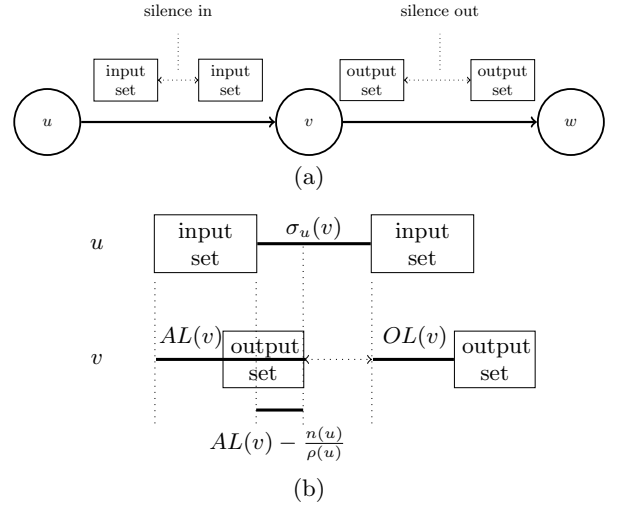 silence in
silence out
input
set
input
set
output
set
output
set
u
v
w
(a)
u
input
set
σ_u(v)
input
set
v
AL(v)
output
set
OL(v)
output
set
AL(v) − n(u)/ρ(u)
(b)